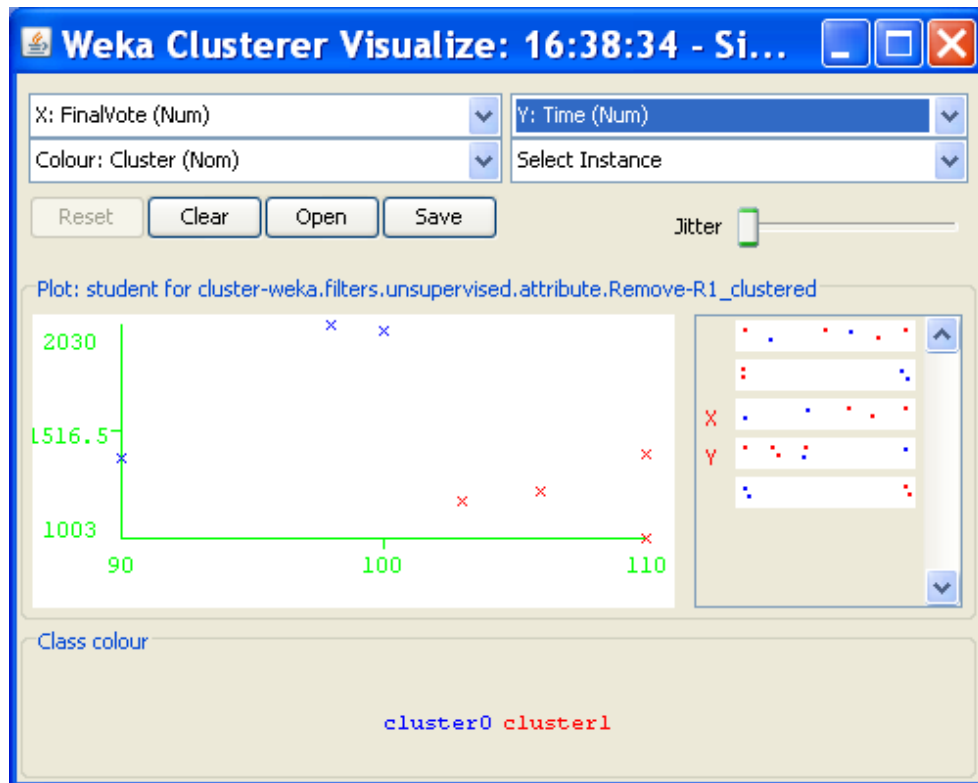 Weka Clusterer Visualize: 16:38:34 - Si...
X: FinalVote (Num) Y: Time (Num)
Colour: Cluster (Nom) Select Instance
Reset Clear Open Save Jitter
Plot: student for cluster-weka.filters.unsupervised.attribute.Remove-R1_clustered
2030
1516.5
1003
90 100 110
X
Y
Class colour
cluster0 cluster1